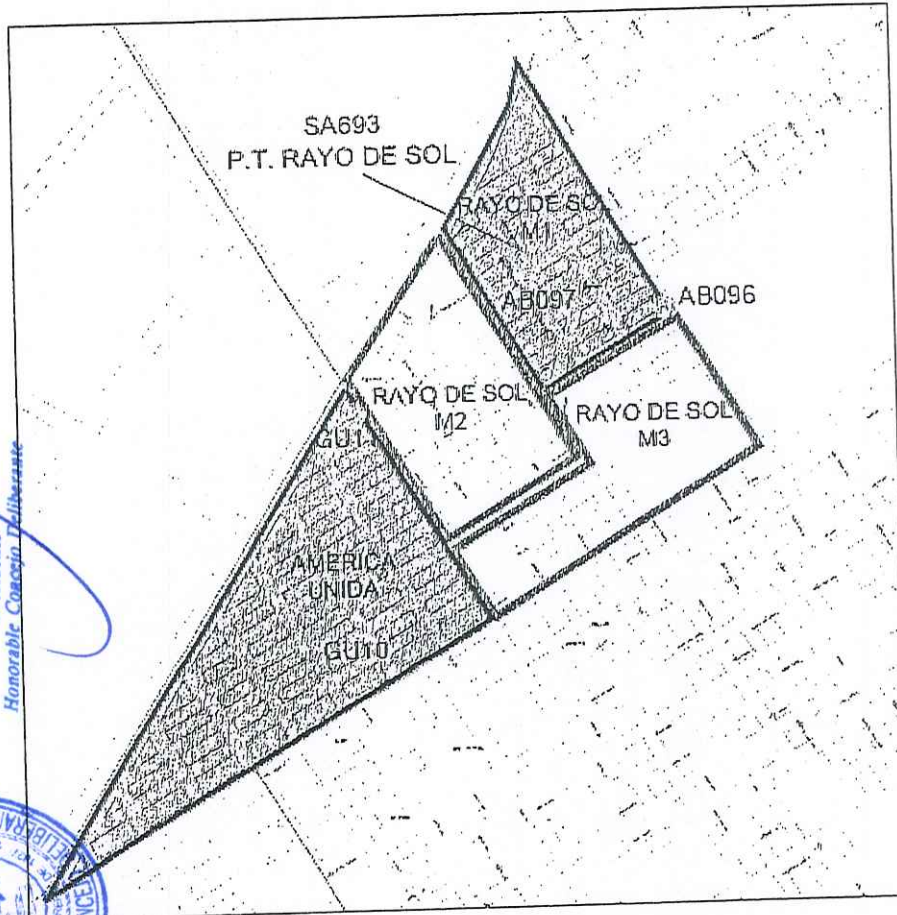 SA693
P.T. RAYO DE SOL
RAYO DE SOL
M1
AB097
AB096
RAYO DE SOL
M2
RAYO DE SOL
M3
GU11
AMERICA
UNIDA
GU10
Honorable Concejo Deliberante